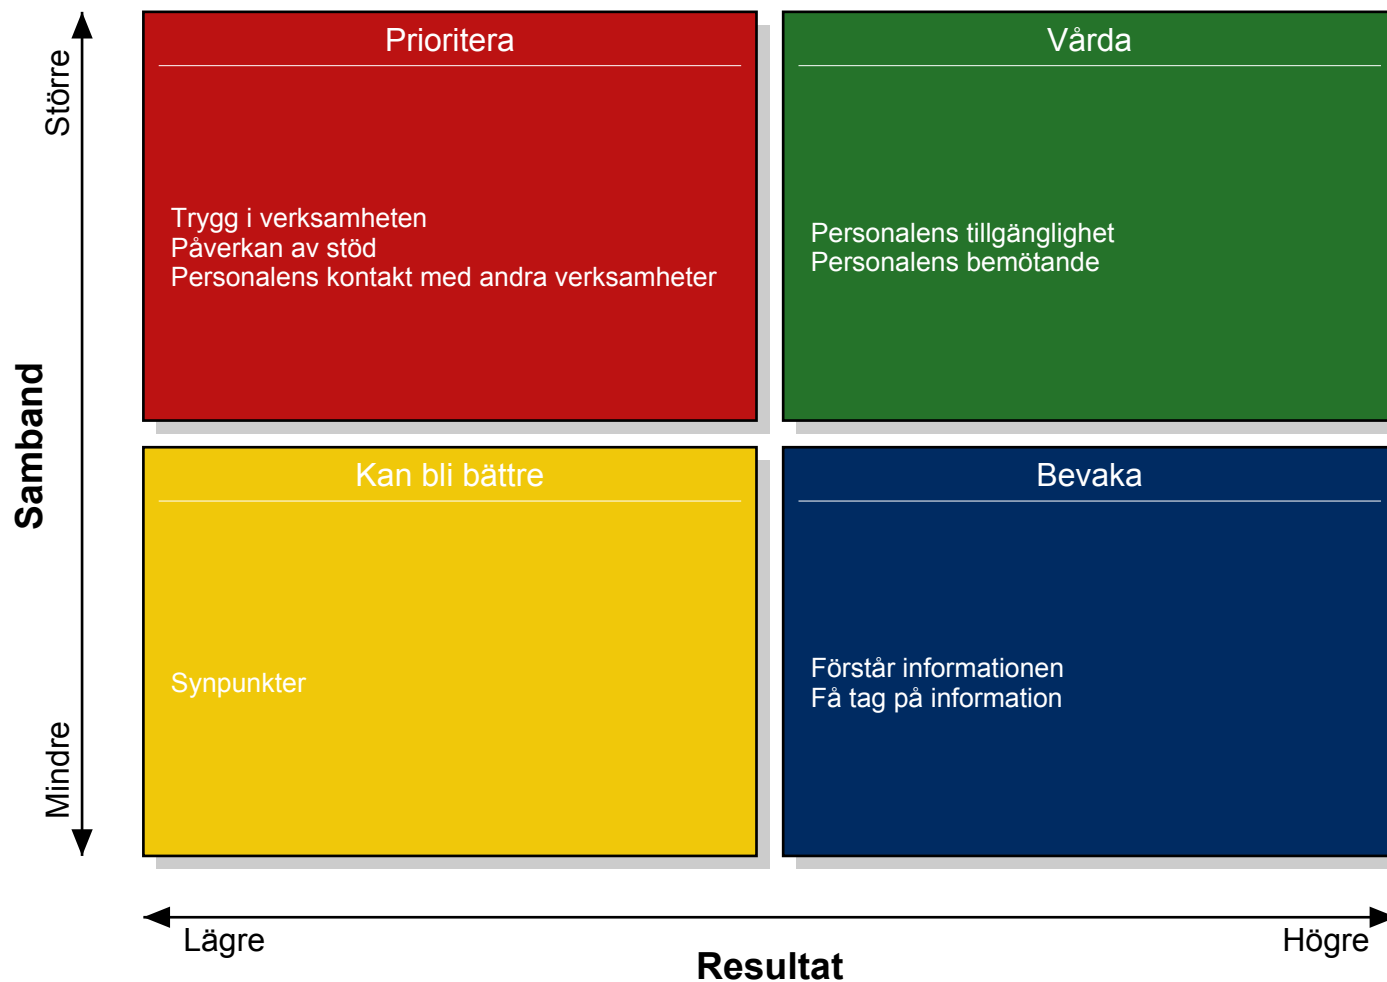 Prioritera
Vårda
Större
Trygg i verksamheten
Påverkan av stöd
Personalens kontakt med andra verksamheter
Personalens tillgänglighet
Personalens bemötande
Samband
Kan bli bättre
Bevaka
Synpunkter
Förstår informationen
Få tag på information
Mindre
Lägre
Högre
Resultat